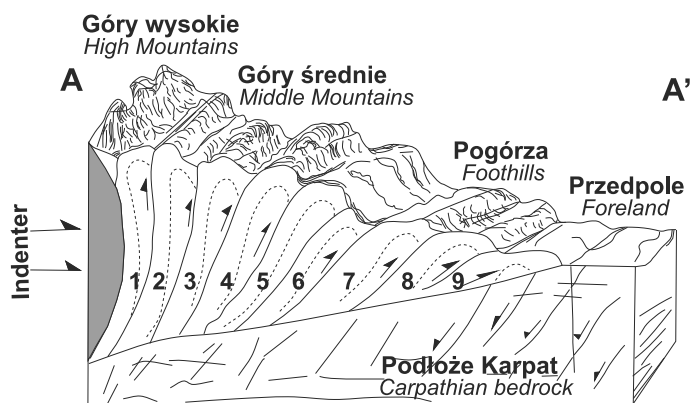 Góry wysokie
High Mountains
A
Góry średnie
Middle Mountains
A'
Pogórza
Foothills
Przedpole
Foreland
Indenter
1 2 3 4 5 6 7 8 9
Podłoże Karpat
Carpathian bedrock